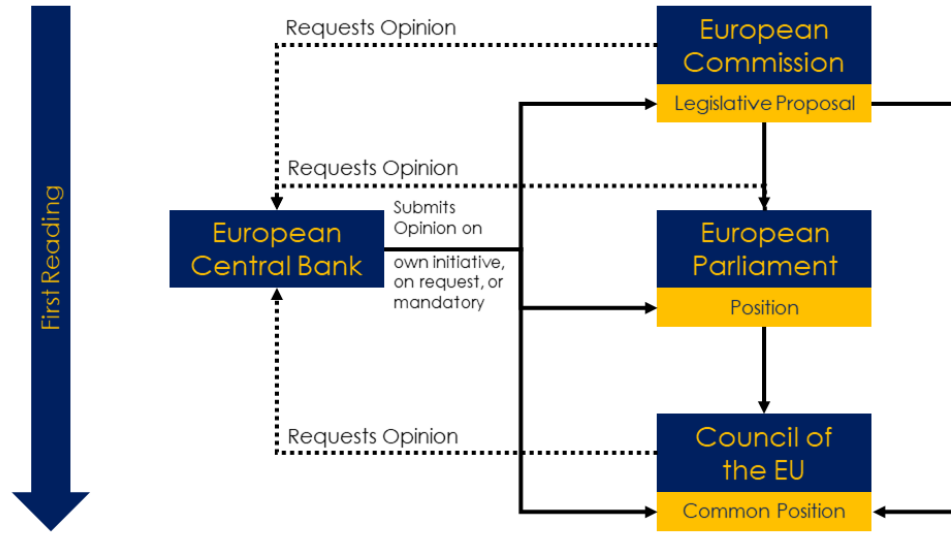 Requests Opinion
European
Commission
Legislative Proposal
Requests Opinion
First Reading
European
Central Bank
Submits
Opinion on
own initiative,
on request, or
mandatory
European
Parliament
Position
Requests Opinion
Council of
the EU
Common Position